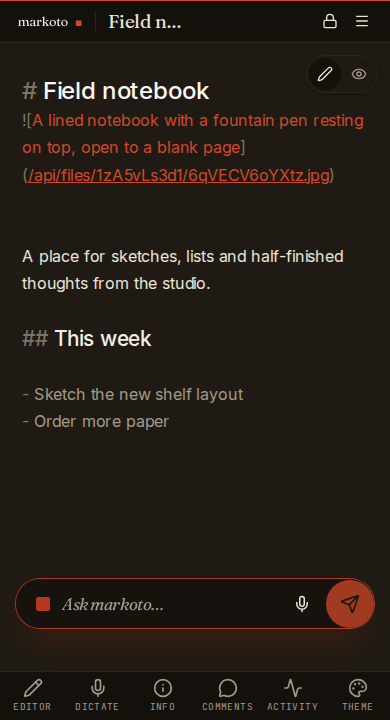 markoto
Field n...
# Field notebook
![A lined notebook with a fountain pen resting
on top, open to a blank page]
(/api/files/1zA5vLs3d1/6qVECV6oYXtz.jpg)
A place for sketches, lists and half-finished
thoughts from the studio.
## This week
- Sketch the new shelf layout
- Order more paper
Ask markoto...
EDITOR
DICTATE
INFO
COMMENTS
ACTIVITY
THEME